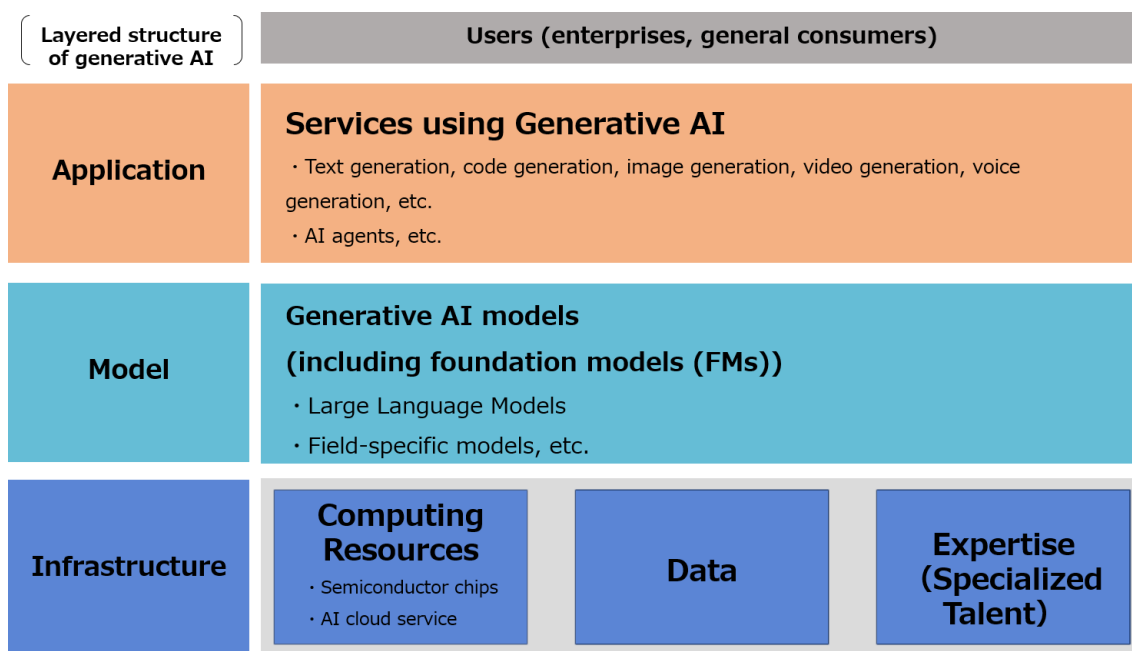 Layered structure
of generative AI
Users (enterprises, general consumers)
Application
Services using Generative AI
・Text generation, code generation, image generation, video generation, voice
generation, etc.
・AI agents, etc.
Model
Generative AI models
(including foundation models (FMs))
・Large Language Models
・Field-specific models, etc.
Infrastructure
Computing
Resources
・Semiconductor chips
・AI cloud service
Data
Expertise
(Specialized
Talent)